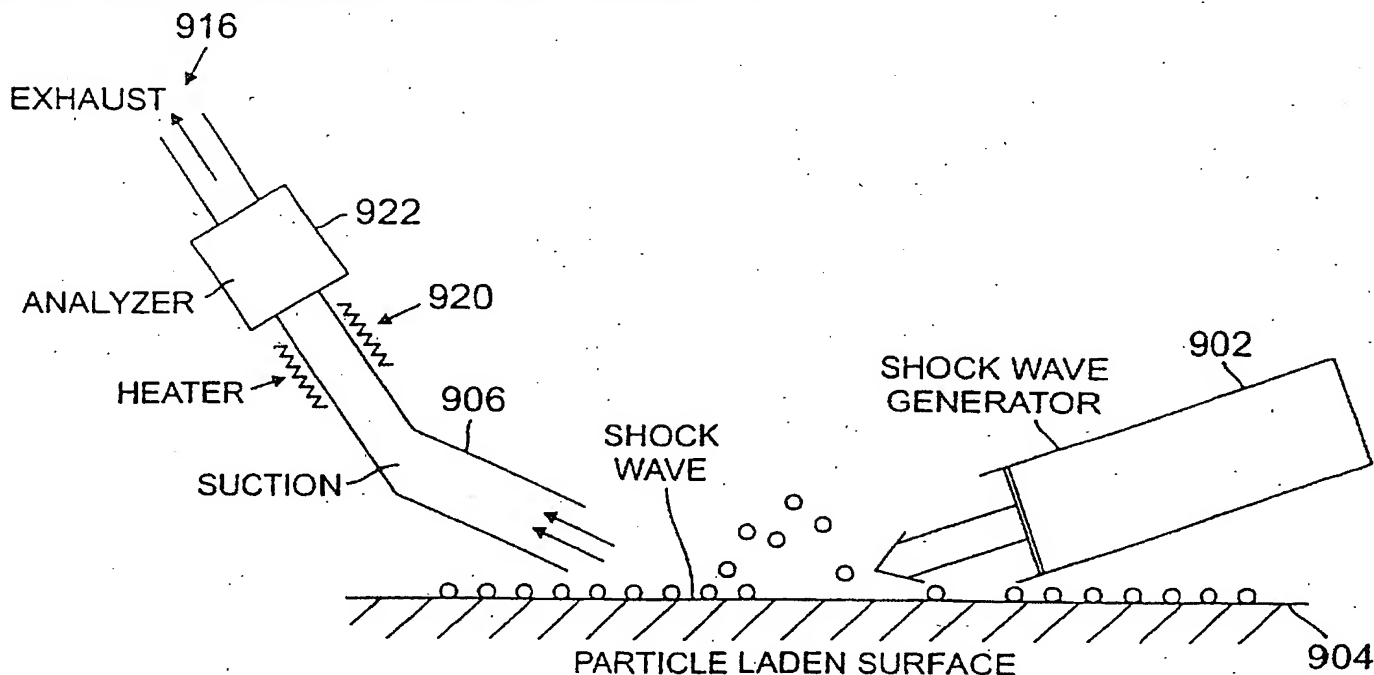 916
EXHAUST
922
ANALYZER
920
HEATER
906
SUCTION
SHOCK
WAVE
SHOCK WAVE
GENERATOR
902
PARTICLE LADEN SURFACE
904